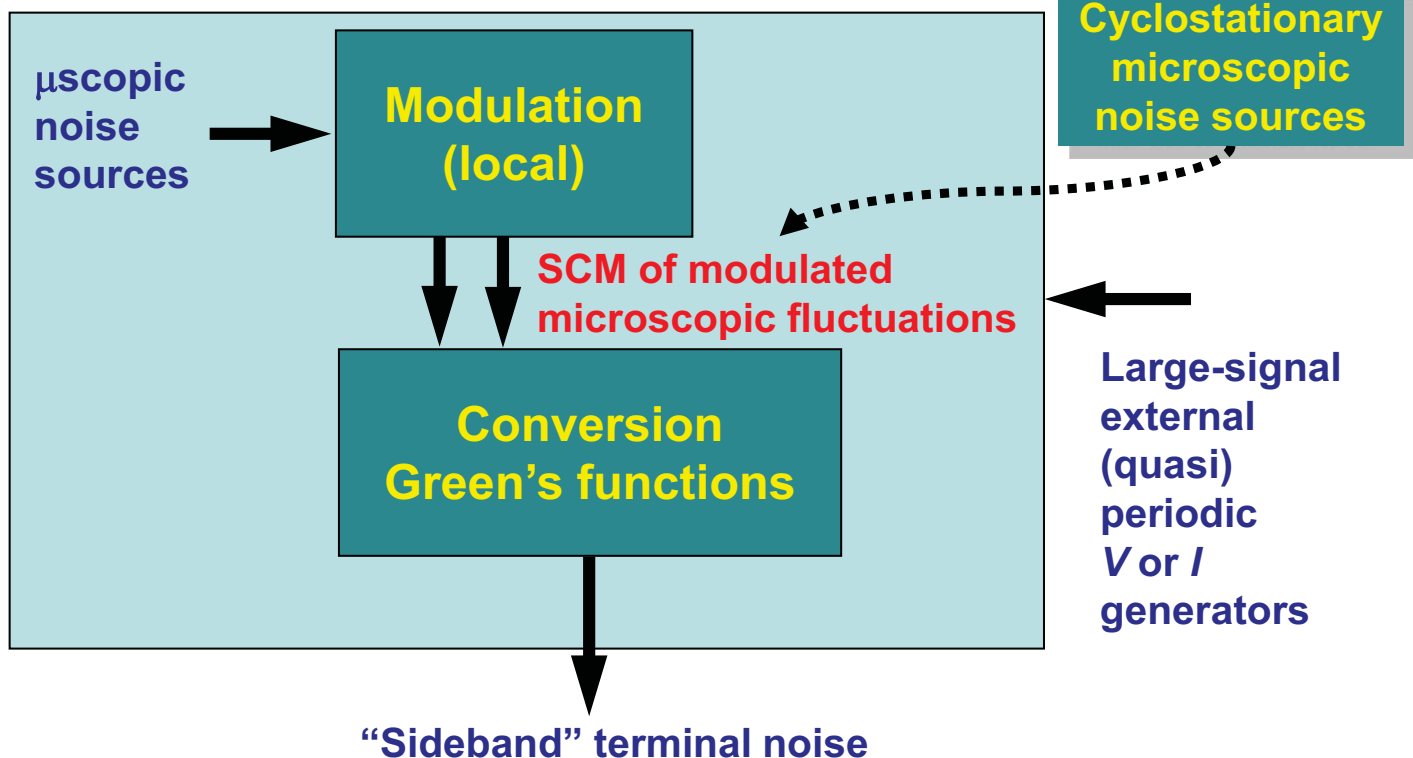 Cyclostationary
microscopic
noise sources
μscopic
noise
sources
Modulation
(local)
SCM of modulated
microscopic fluctuations
Conversion
Green’s functions
Large-signal
external
(quasi)
periodic
V or I
generators
“Sideband” terminal noise